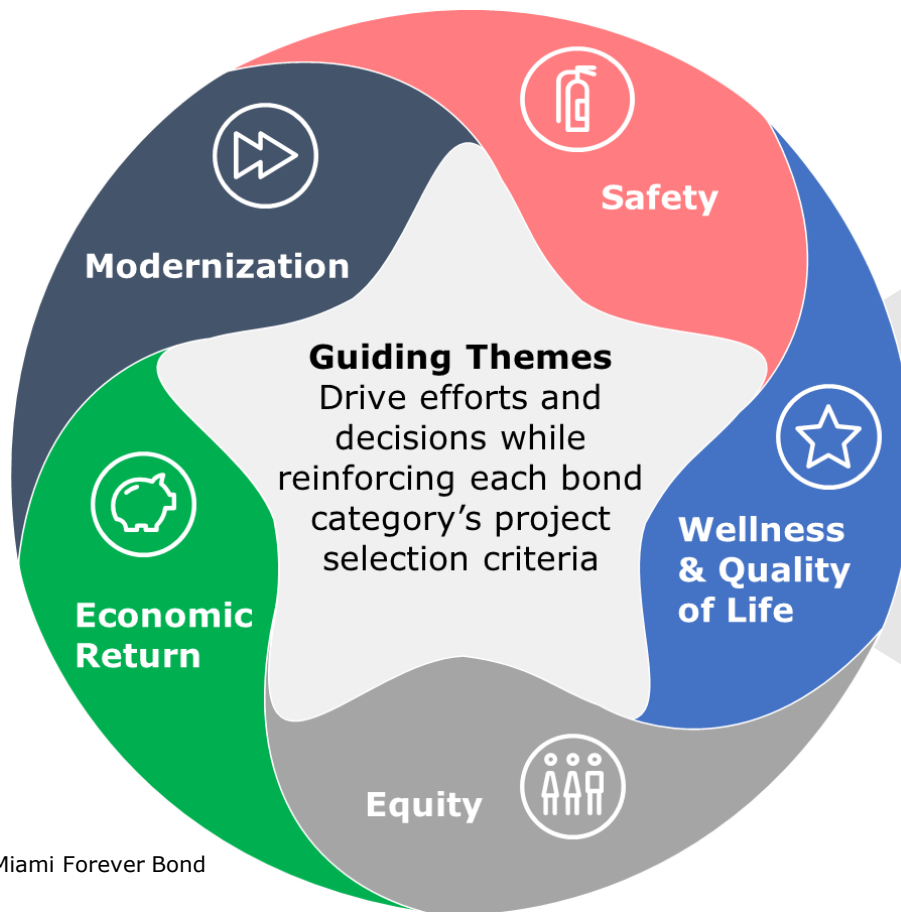 Safety
Modernization
Guiding Themes
Drive efforts and
decisions while
reinforcing each bond
category’s project
selection criteria
Wellness
& Quality
of Life
Economic
Return
Equity
Miami Forever Bond